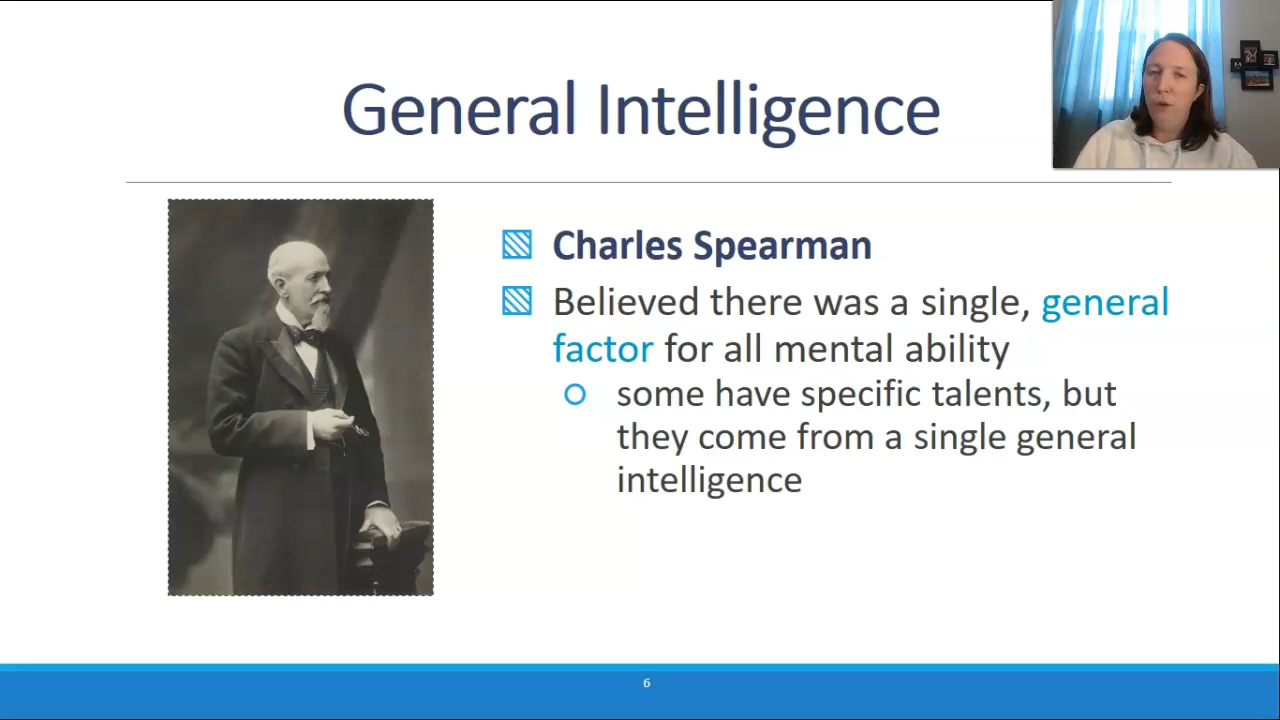 General Intelligence
Charles Spearman
Believed there was a single, general
factor for all mental ability
some have specific talents, but
they come from a single general
intelligence
6